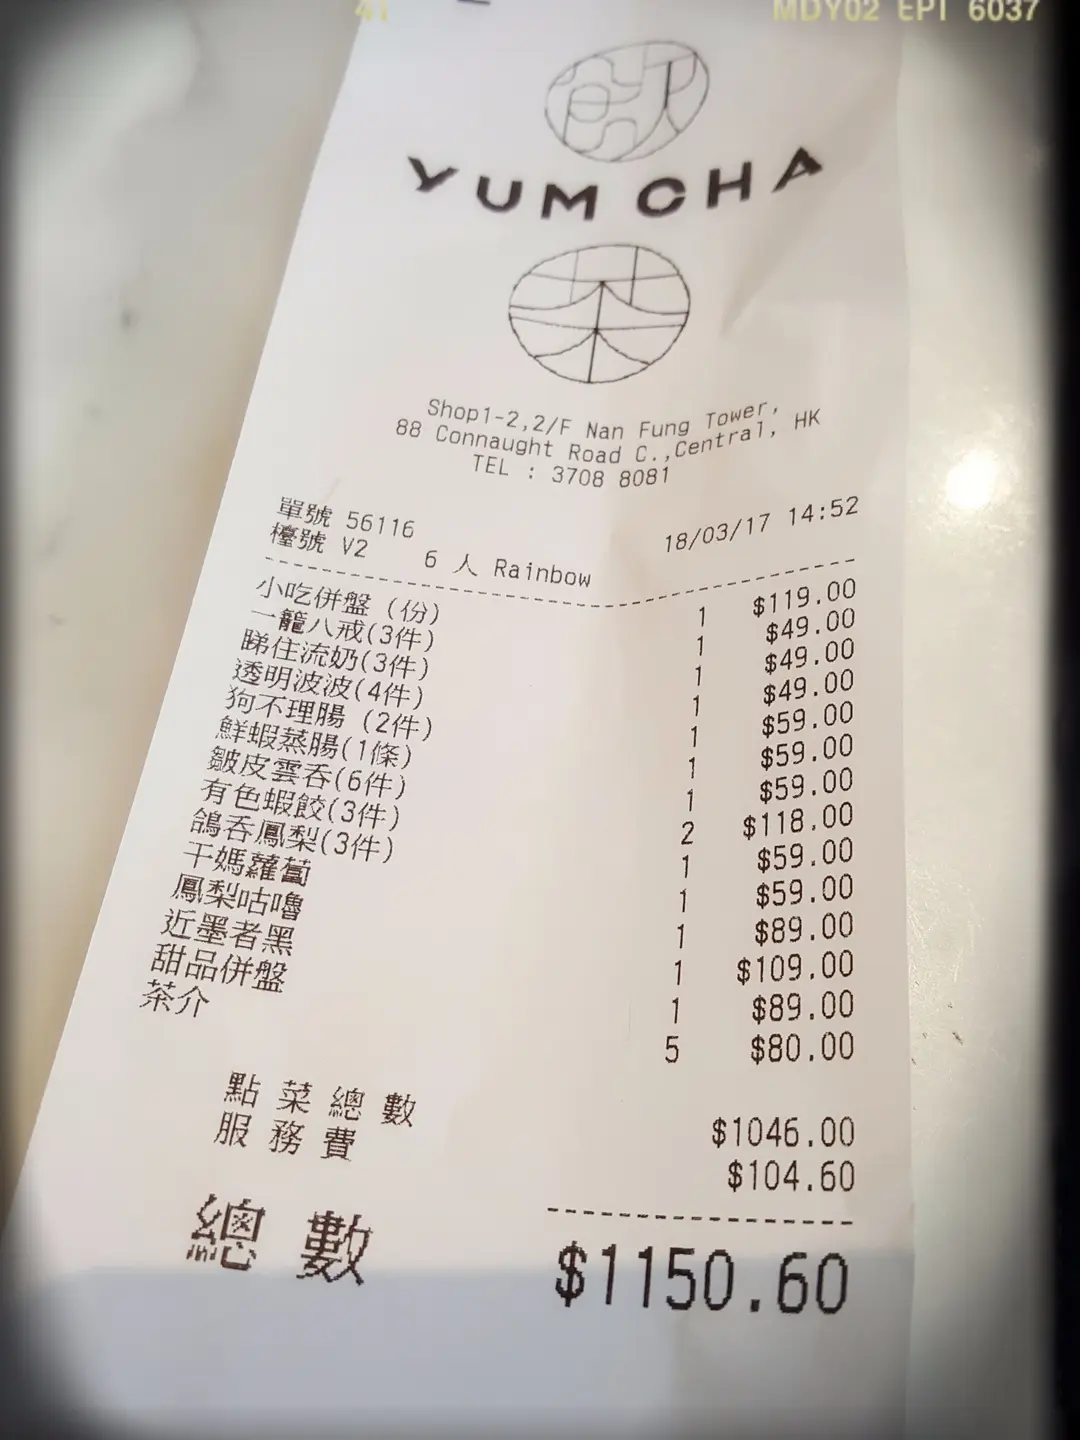 41
MDY02 EPI 6037
飲
YUM CHA
茶
Shop1-2,2/F Nan Fung Tower,
88 Connaught Road C.,Central, HK
TEL : 3708 8081
單號 56116 18/03/17 14:52
檯號 V2 6 人 Rainbow
小吃併盤 (份) 1 $119.00
一籠八戒(3件) 1 $49.00
睇住流奶(3件) 1 $49.00
透明波波(4件) 1 $49.00
狗不理腸 (2件) 1 $59.00
鮮蝦蒸腸(1條) 1 $59.00
皺皮雲吞(6件) 1 $59.00
有色蝦餃(3件) 2 $118.00
鴿吞鳳梨(3件) 1 $59.00
干媽蘿蔔 1 $59.00
鳳梨咕嚕 1 $89.00
近墨者黑 1 $109.00
甜品併盤 1 $89.00
茶介 5 $80.00
點菜總數 $1046.00
服務費 $104.60
總數 $1150.60